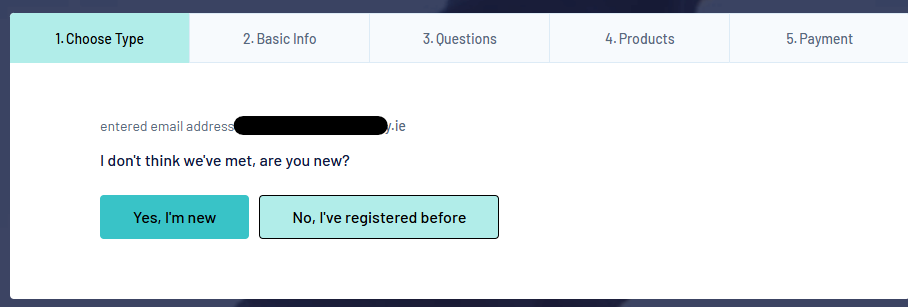 1. Choose Type
2. Basic Info
3. Questions
4. Products
5. Payment
entered email address y.ie
I don't think we've met, are you new?
Yes, I'm new
No, I've registered before